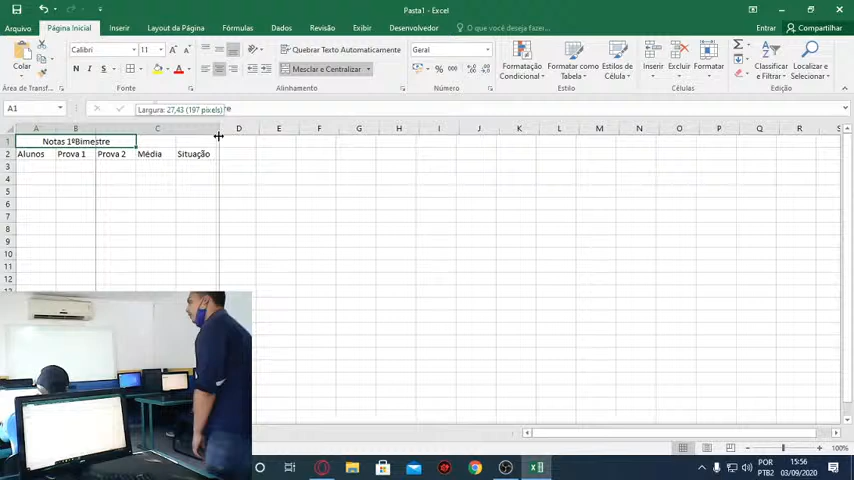 Pasta1 - Excel
Entrar
Compartilhar
Arquivo
Página Inicial
Inserir
Layout da Página
Fórmulas
Dados
Revisão
Exibir
Desenvolvedor
O que você deseja fazer...
Colar
Calibri
11
N
I
S
Quebrar Texto Automaticamente
Mesclar e Centralizar
Geral
%
000
Formatação Condicional
Formatar como Tabela
Estilos de Célula
Inserir
Excluir
Formatar
Classificar e Filtrar
Localizar e Selecionar
Área de Transf...
Fonte
Alinhamento
Número
Estilo
Células
Edição
A1
Largura: 27,43 (197 pixels)
re
A B C D E F G H I J K L M N O P Q R S
1 Notas 1ºBimestre
2 Alunos Prova 1 Prova 2 Média Situação
3
4
5
6
7
8
9
10
11
12
100%
POR
PTB2
15:56
03/09/2020